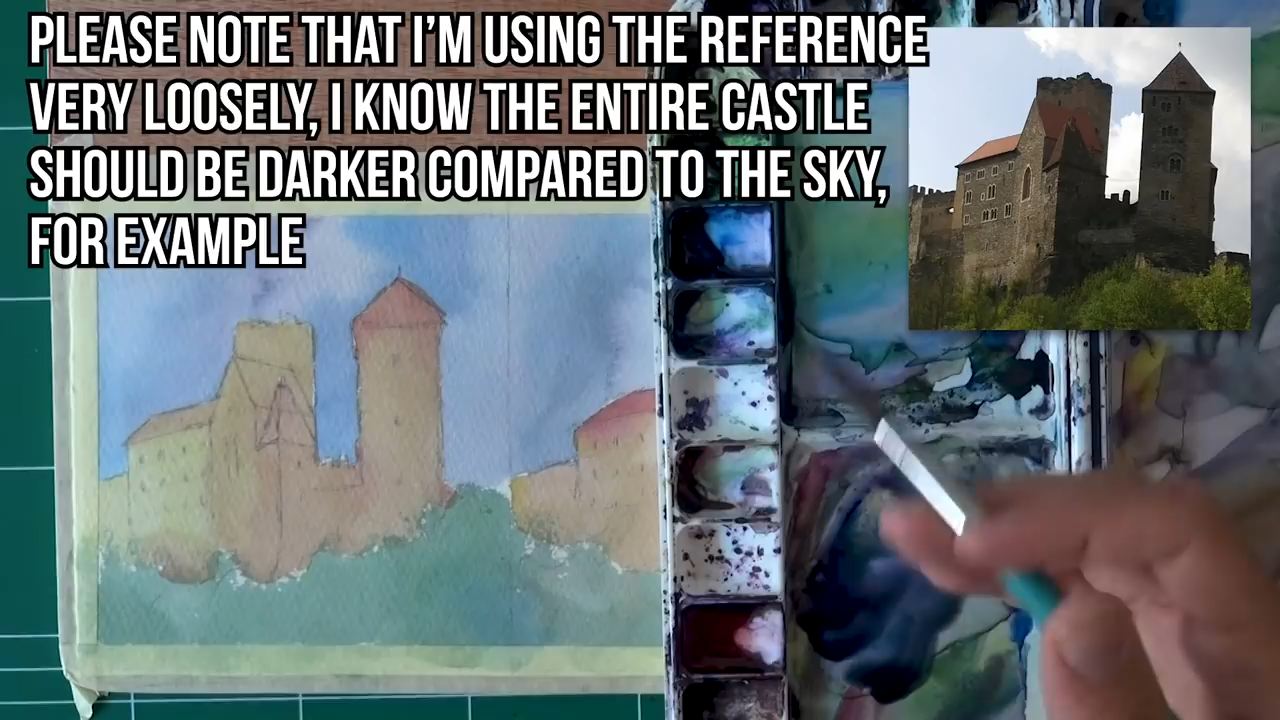 PLEASE NOTE THAT I'M USING THE REFERENCE
VERY LOOSELY, I KNOW THE ENTIRE CASTLE
SHOULD BE DARKER COMPARED TO THE SKY,
FOR EXAMPLE